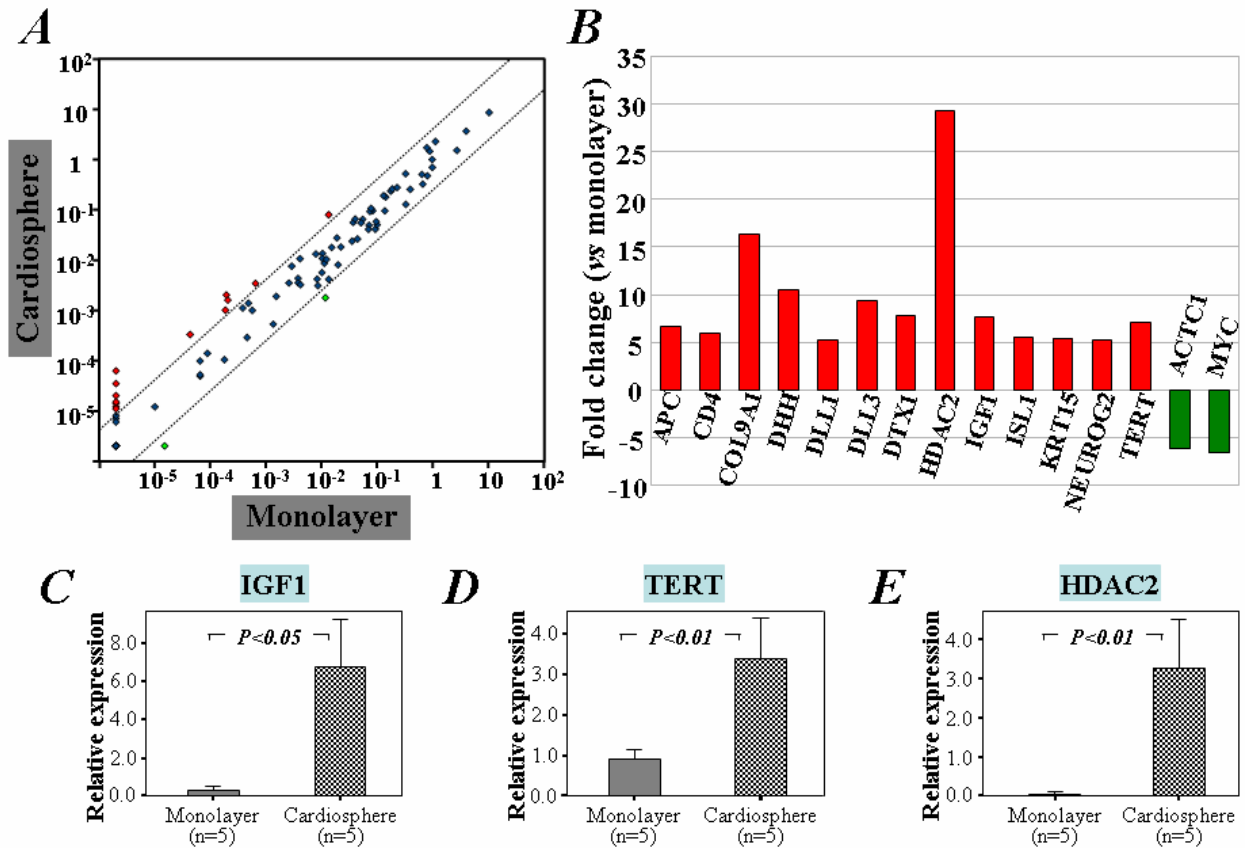 A
Cardiosphere
10²
10
1
10⁻¹
10⁻²
10⁻³
10⁻⁴
10⁻⁵
10⁻⁵
10⁻⁴
10⁻³
10⁻²
10⁻¹
1
10
10²
Monolayer
B
Fold change (vs monolayer)
35
30
25
20
15
10
5
0
-5
-10
APC
CD4
COL9A1
DHH
DLL1
DLL3
DTX1
HDAC2
IGF1
ISL1
KRT15
NEUROG2
TERT
ACTC1
MYC
C
IGF1
Relative expression
8.0
6.0
4.0
2.0
0.0
P<0.05
Monolayer
(n=5)
Cardiosphere
(n=5)
D
TERT
Relative expression
4.0
3.0
2.0
1.0
0.0
P<0.01
Monolayer
(n=5)
Cardiosphere
(n=5)
E
HDAC2
Relative expression
4.0
3.0
2.0
1.0
0.0
P<0.01
Monolayer
(n=5)
Cardiosphere
(n=5)